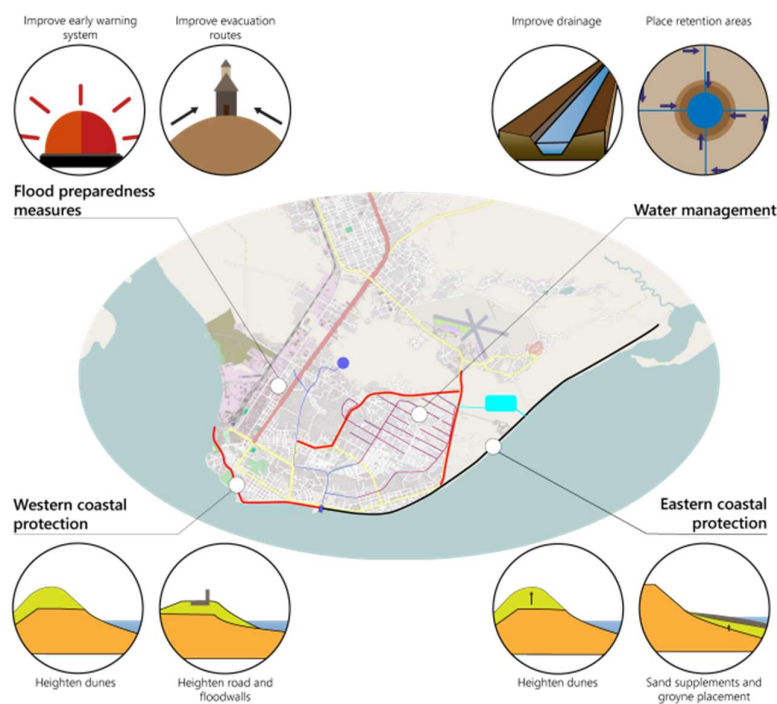 Improve early warning
system
Improve evacuation
routes
Improve drainage
Place retention areas
Flood preparedness
measures
Water management
Western coastal
protection
Eastern coastal
protection
Heighten dunes
Heighten road and
floodwalls
Heighten dunes
Sand supplements and
groyne placement